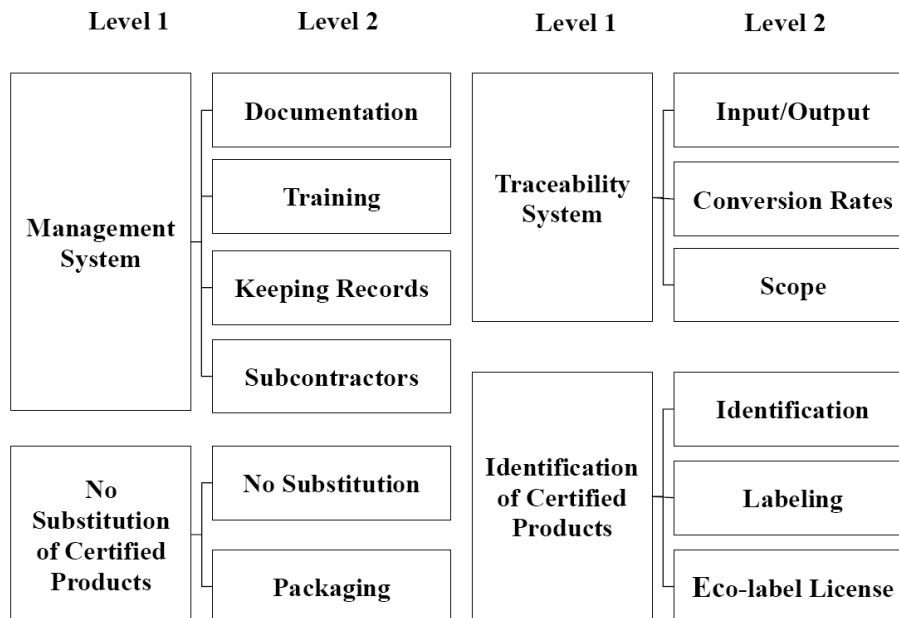 Level 1
Level 2
Level 1
Level 2
Management
System
Documentation
Training
Keeping Records
Subcontractors
No
Substitution
of Certified
Products
No Substitution
Packaging
Traceability
System
Input/Output
Conversion Rates
Scope
Identification
of Certified
Products
Identification
Labeling
Eco-label License